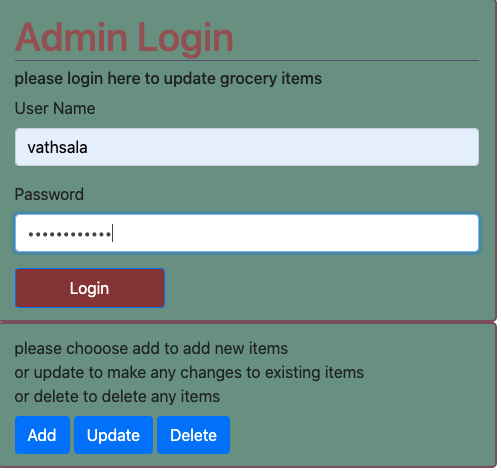 Admin Login
please login here to update grocery items
User Name
vathsala
Password
••••••••••••
Login
please chooose add to add new items
or update to make any changes to existing items
or delete to delete any items
Add Update Delete